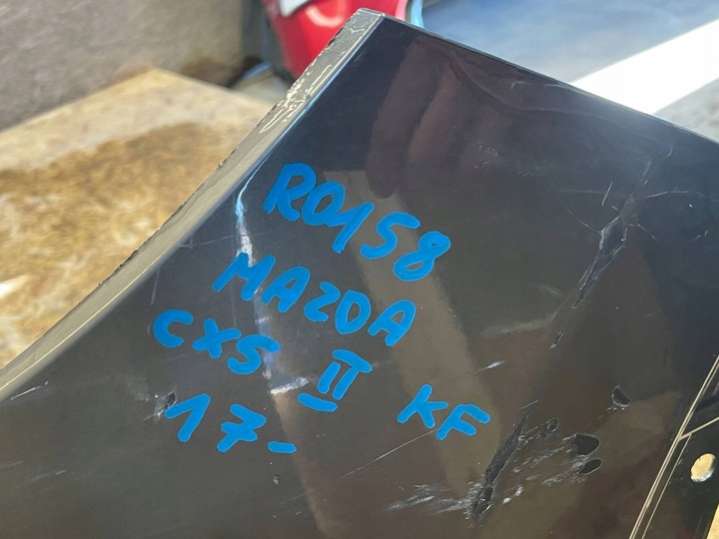 R0158
MAZDA
CX5 II KF
17-